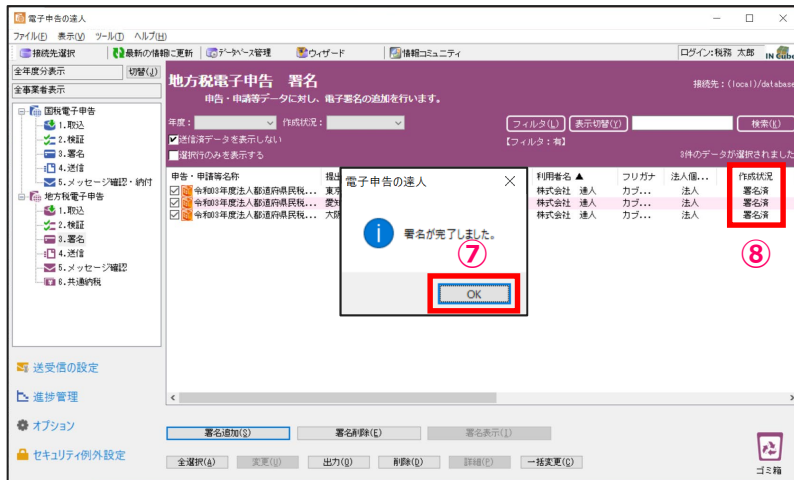 電子申告の達人
ファイル(F) 表示(V) ツール(T) ヘルプ(H)
接続先選択 最新の情報に更新 データベース管理 ウィザード 情報コミュニティ ログイン:税務 太郎 IN Cube
全年度分表示 切替(J)
全事業者表示
国税電子申告
1.取込
2.検証
3.署名
4.送信
5.メッセージ確認・納付
地方税電子申告
1.取込
2.検証
3.署名
4.送信
5.メッセージ確認
6.共通納税
送受信の設定
進捗管理
オプション
セキュリティ例外設定
地方税電子申告 署名
接続先:(local)/database
申告・申請等データに対し、電子署名の追加を行います。
年度: 作成状況: フィルタ(L) 表示切替(Y) 検索(K)
送信済データを表示しない 【フィルタ:有】
選択行のみを表示する 3件のデータが選択されました
申告・申請等名称 提出 利用者名 ▲ フリガナ 法人個... 作成状況
令和03年度法人都道府県民税... 東京 株式会社 達人 カブ... 法人 署名済
令和03年度法人都道府県民税... 愛知 株式会社 達人 カブ... 法人 署名済
令和03年度法人都道府県民税... 大阪 株式会社 達人 カブ... 法人 署名済
電子申告の達人
署名が完了しました。
⑦
OK
⑧
署名追加(S) 署名削除(E) 署名表示(I)
全選択(A) 変更(U) 出力(O) 削除(D) 詳細(P) 一括変更(C)
ゴミ箱